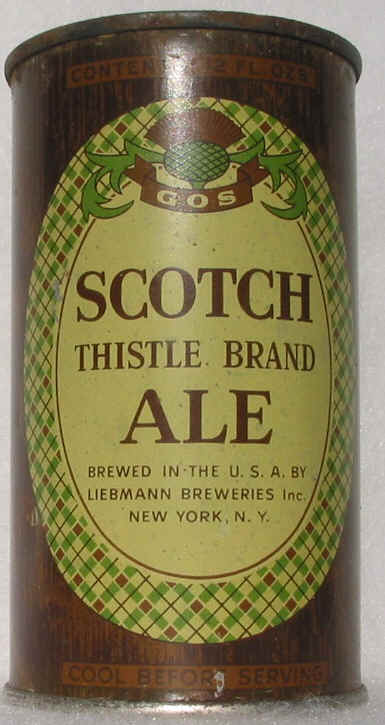 CONTENTS 12 FL. OZS.
GOS
SCOTCH
THISTLE BRAND
ALE
BREWED IN THE U.S.A. BY
LIEBMANN BREWERIES Inc.
NEW YORK, N.Y.
COOL BEFORE SERVING